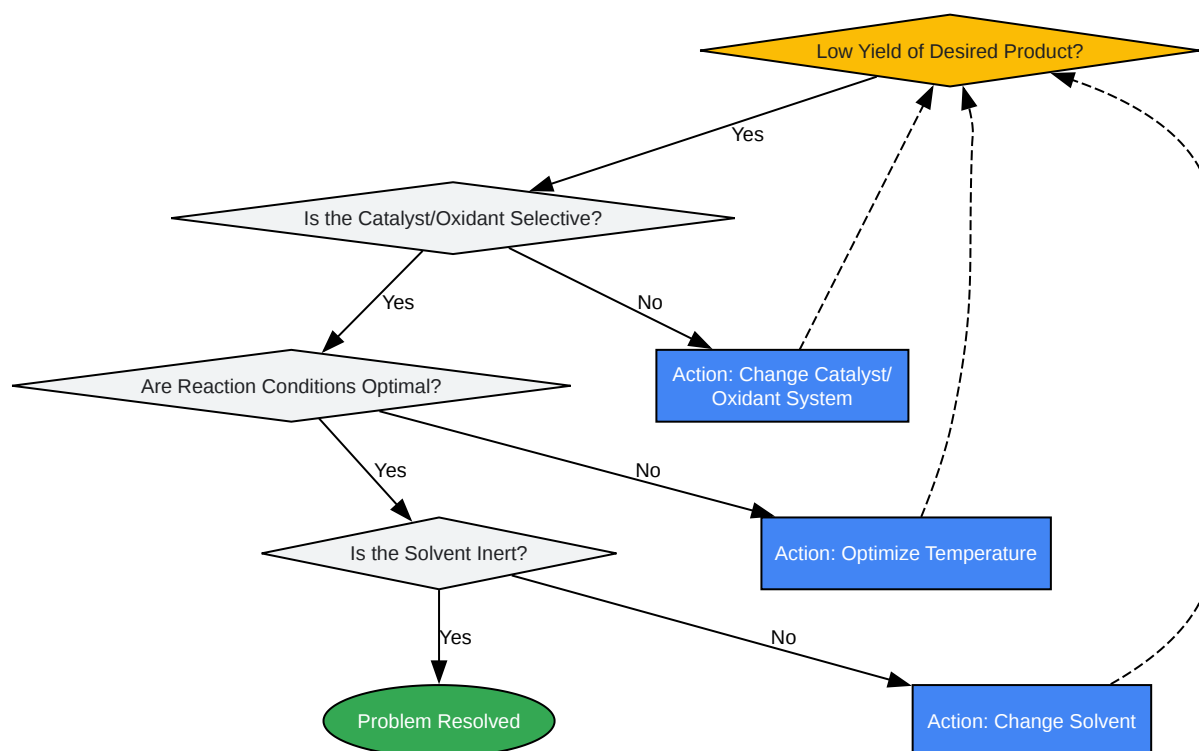 Low Yield of Desired Product?
Yes
Is the Catalyst/Oxidant Selective?
Yes
No
Are Reaction Conditions Optimal?
Action: Change Catalyst/
Oxidant System
Yes
No
Is the Solvent Inert?
Action: Optimize Temperature
Yes
No
Problem Resolved
Action: Change Solvent